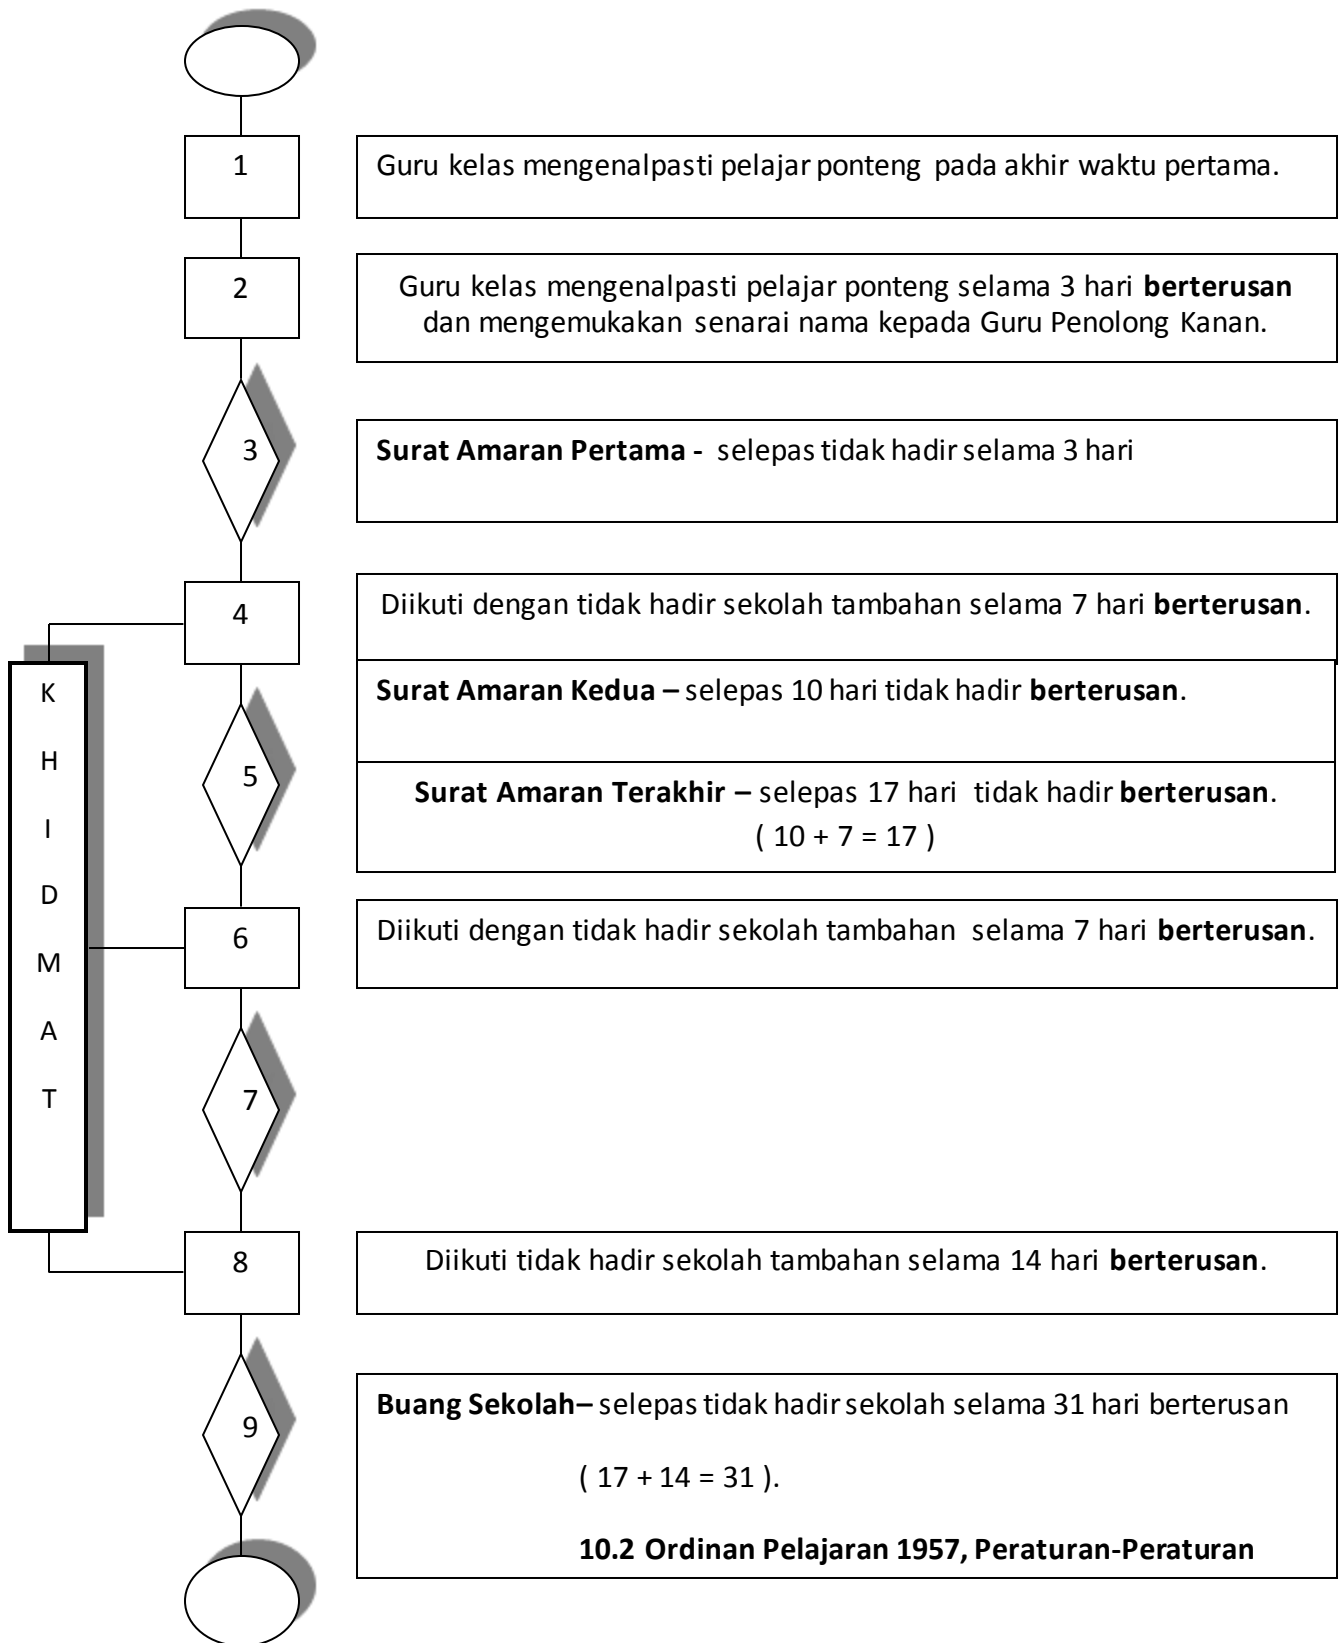 1
Guru kelas mengenalpasti pelajar ponteng pada akhir waktu pertama.
2
Guru kelas mengenalpasti pelajar ponteng selama 3 hari berterusan
dan mengemukakan senarai nama kepada Guru Penolong Kanan.
3
Surat Amaran Pertama - selepas tidak hadir selama 3 hari
4
Diikuti dengan tidak hadir sekolah tambahan selama 7 hari berterusan.
K
H
I
D
M
A
T
Surat Amaran Kedua – selepas 10 hari tidak hadir berterusan.
5
Surat Amaran Terakhir – selepas 17 hari tidak hadir berterusan.
( 10 + 7 = 17 )
6
Diikuti dengan tidak hadir sekolah tambahan selama 7 hari berterusan.
7
8
Diikuti tidak hadir sekolah tambahan selama 14 hari berterusan.
9
Buang Sekolah– selepas tidak hadir sekolah selama 31 hari berterusan
( 17 + 14 = 31 ).
10.2 Ordinan Pelajaran 1957, Peraturan-Peraturan